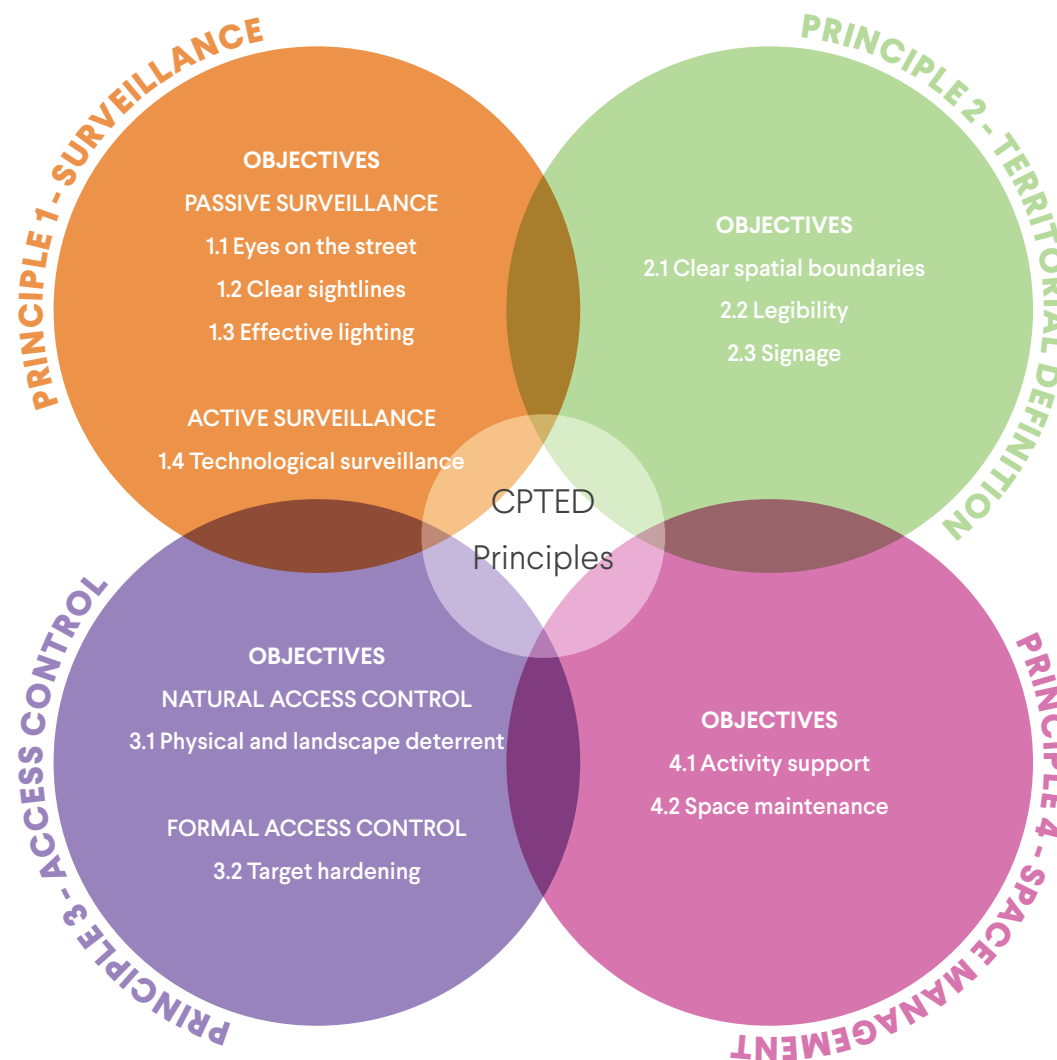 PRINCIPLE 1 - SURVEILLANCE
OBJECTIVES
PASSIVE SURVEILLANCE
1.1 Eyes on the street
1.2 Clear sightlines
1.3 Effective lighting
ACTIVE SURVEILLANCE
1.4 Technological surveillance
PRINCIPLE 2 - TERRITORIAL DEFINITION
OBJECTIVES
2.1 Clear spatial boundaries
2.2 Legibility
2.3 Signage
CPTED
Principles
PRINCIPLE 3 - ACCESS CONTROL
OBJECTIVES
NATURAL ACCESS CONTROL
3.1 Physical and landscape deterrent
FORMAL ACCESS CONTROL
3.2 Target hardening
PRINCIPLE 4 - SPACE MANAGEMENT
OBJECTIVES
4.1 Activity support
4.2 Space maintenance